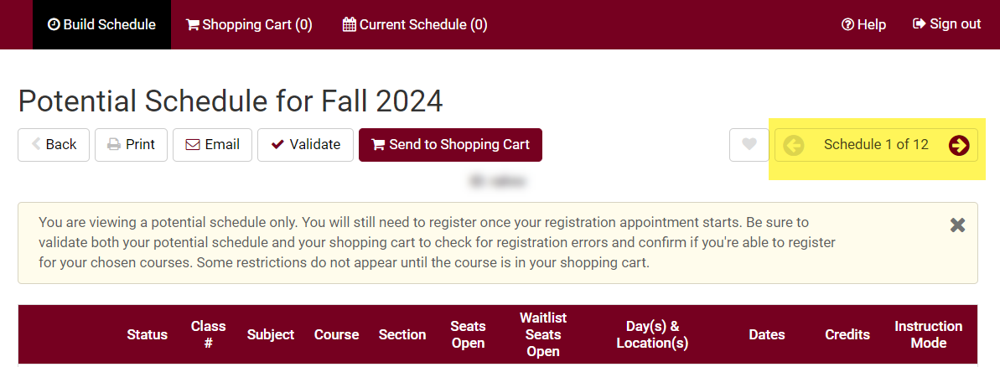 Build Schedule Shopping Cart (0) Current Schedule (0) Help Sign out
Potential Schedule for Fall 2024
Back Print Email Validate Send to Shopping Cart Schedule 1 of 12
You are viewing a potential schedule only. You will still need to register once your registration appointment starts. Be sure to
validate both your potential schedule and your shopping cart to check for registration errors and confirm if you're able to register
for your chosen courses. Some restrictions do not appear until the course is in your shopping cart.
Status Class # Subject Course Section Seats Open Waitlist Seats Open Day(s) & Location(s) Dates Credits Instruction Mode